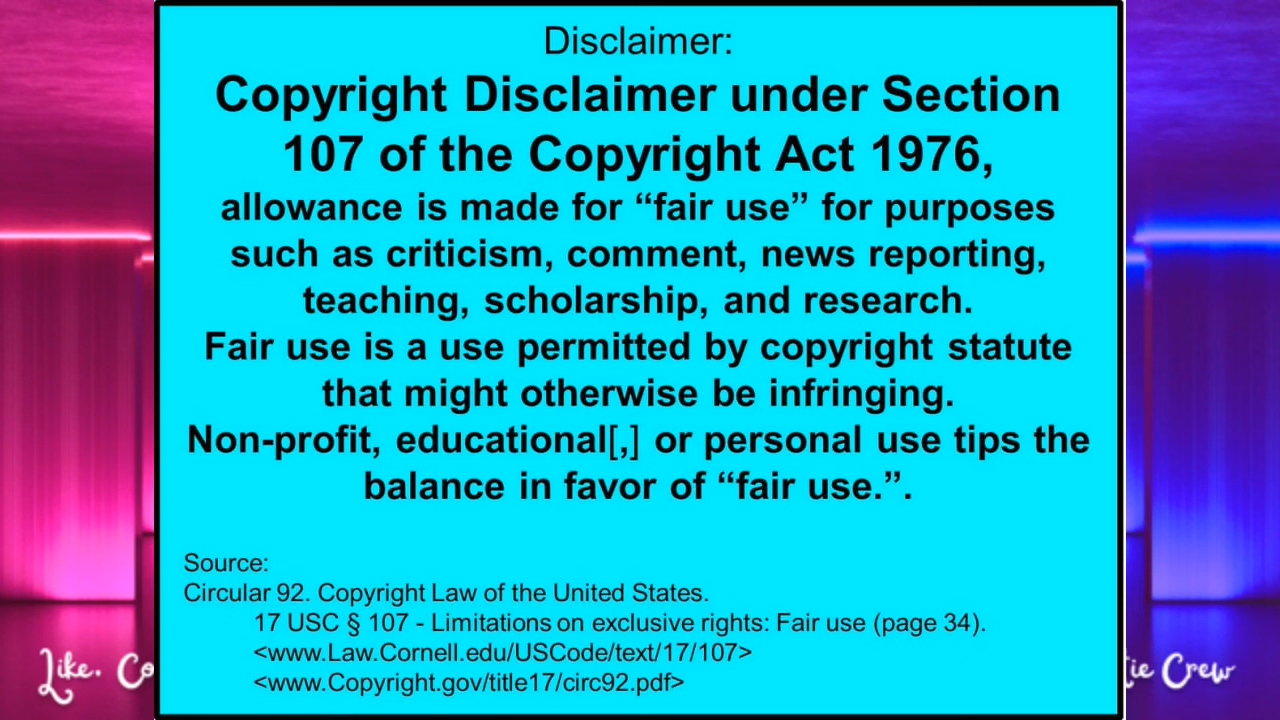 Disclaimer:
Copyright Disclaimer under Section
107 of the Copyright Act 1976,
allowance is made for “fair use” for purposes
such as criticism, comment, news reporting,
teaching, scholarship, and research.
Fair use is a use permitted by copyright statute
that might otherwise be infringing.
Non-profit, educational[,] or personal use tips the
balance in favor of “fair use.”.
Source:
Circular 92. Copyright Law of the United States.
17 USC § 107 - Limitations on exclusive rights: Fair use (page 34).
<www.Law.Cornell.edu/USCode/text/17/107>
<www.Copyright.gov/title17/circ92.pdf>
Like. Co
tie Crew